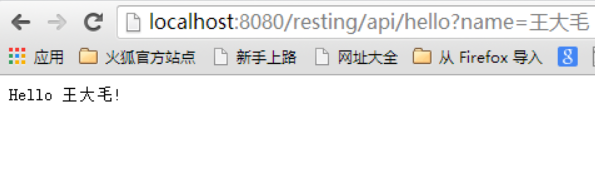 localhost:8080/resting/api/hello?name=王大毛
应用 火狐官方站点 新手上路 网址大全 从 Firefox 导入 g
Hello 王大毛!